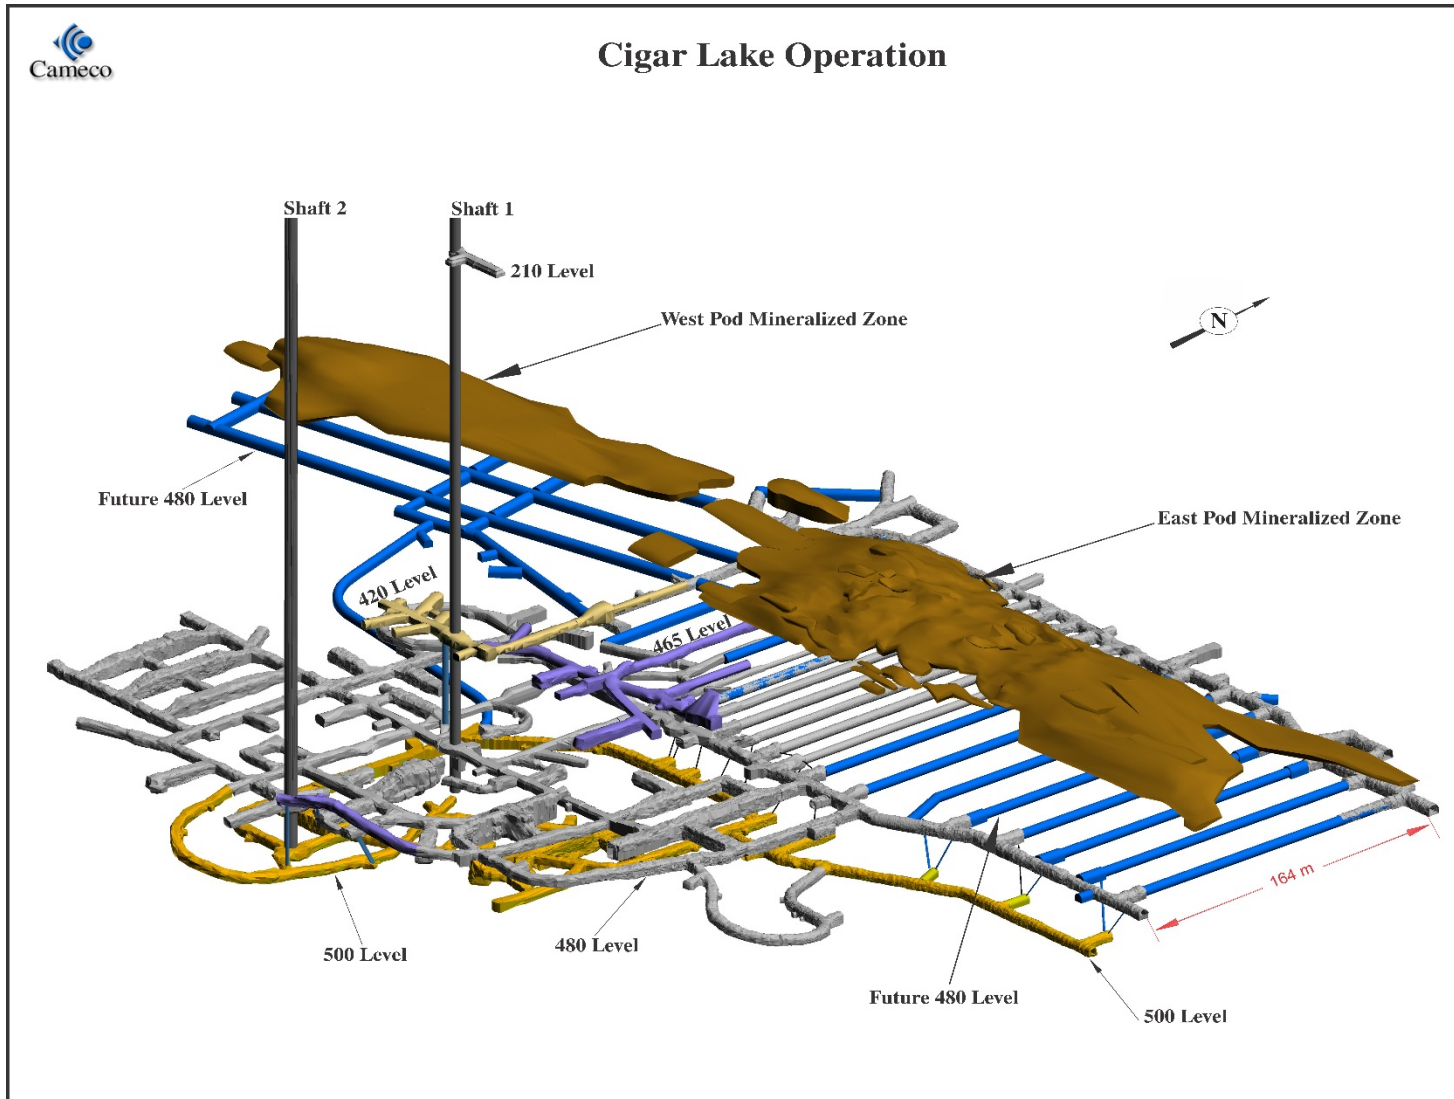 Cameco
Cigar Lake Operation
Shaft 2
Shaft 1
210 Level
West Pod Mineralized Zone
N
Future 480 Level
East Pod Mineralized Zone
420 Level
465 Level
164 m
500 Level
480 Level
Future 480 Level
500 Level